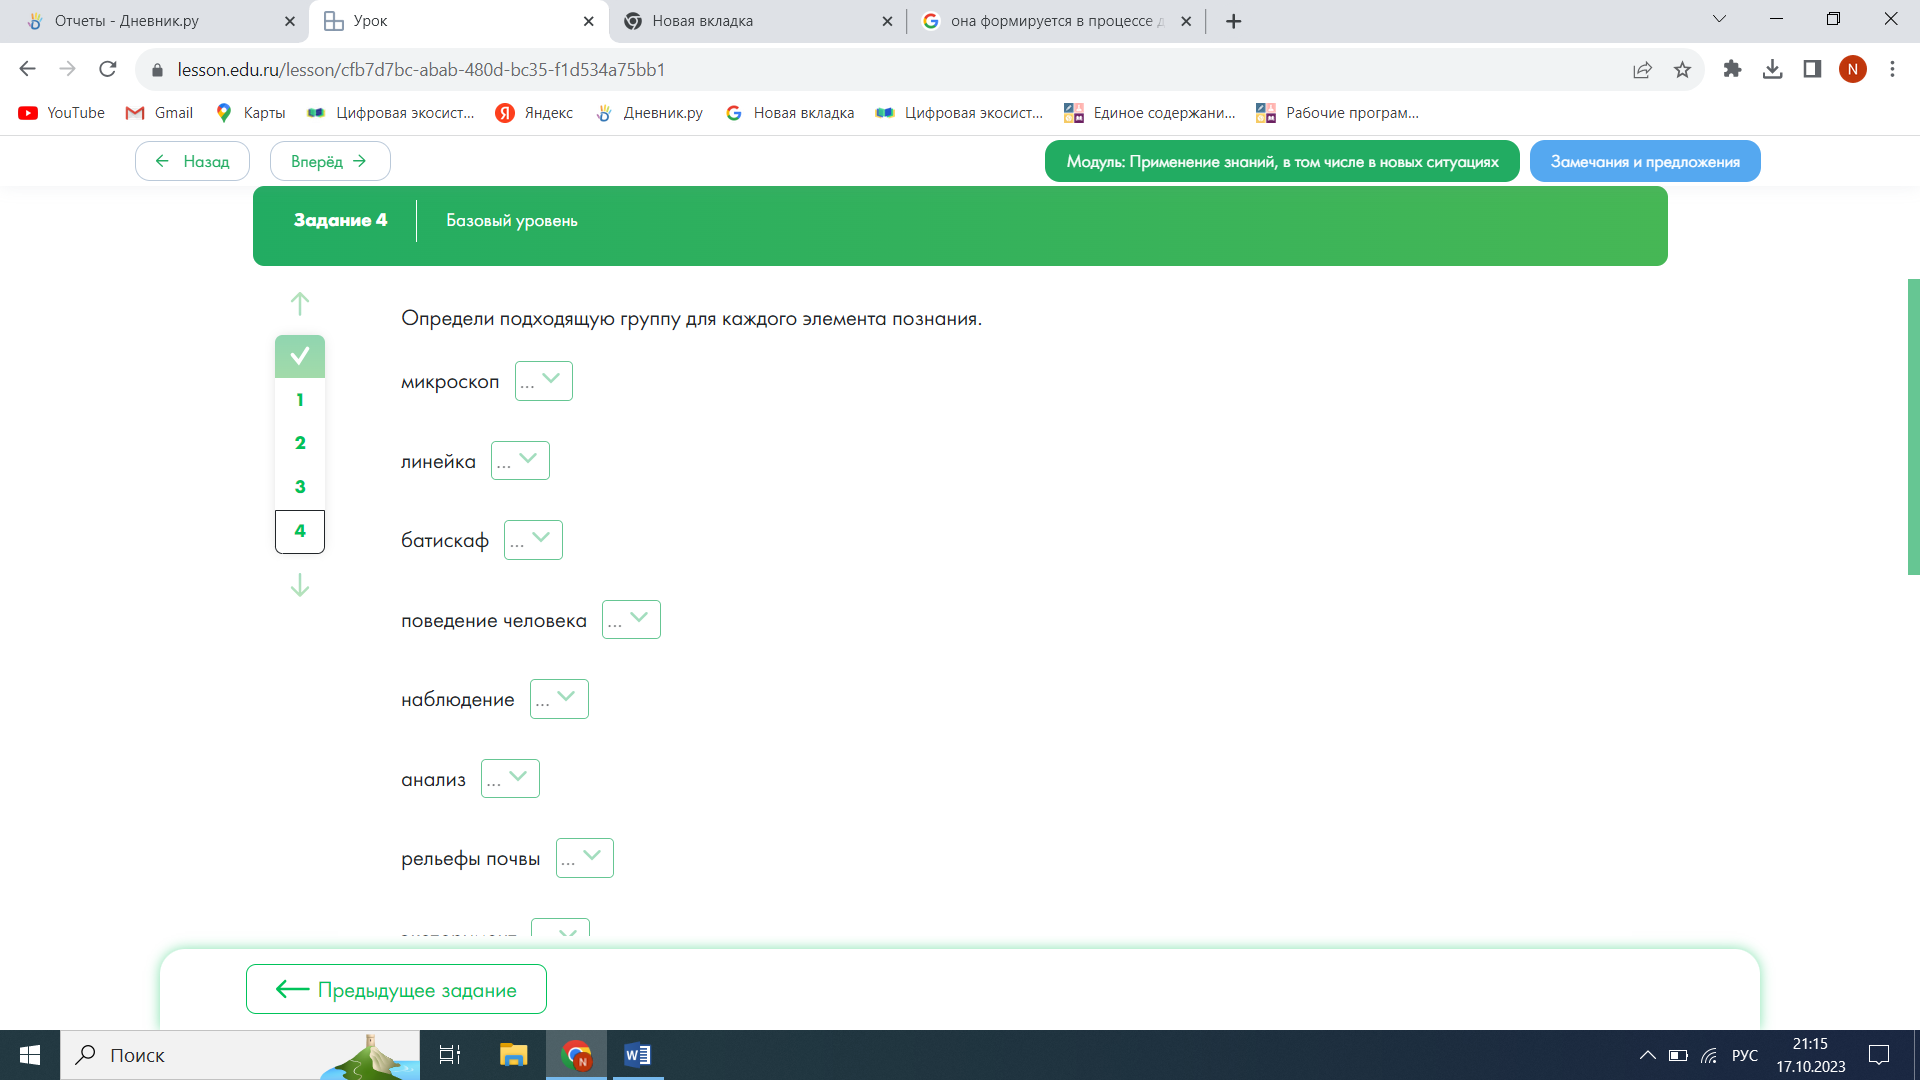 Отчеты - Дневник.ру
Урок
Новая вкладка
она формируется в процессе д
lesson.edu.ru/lesson/cfb7d7bc-abab-480d-bc35-f1d534a75bb1
N
YouTube
Gmail
Карты
Цифровая экосист...
Яндекс
Дневник.ру
Новая вкладка
Цифровая экосист...
Единое содержани...
Рабочие програм...
Назад
Вперёд
Модуль: Применение знаний, в том числе в новых ситуациях
Замечания и предложения
Задание 4
Базовый уровень
1
2
3
4
Определи подходящую группу для каждого элемента познания.
микроскоп ...
линейка ...
батискаф ...
поведение человека ...
наблюдение ...
анализ ...
рельефы почвы ...
Предыдущее задание
Поиск
N
РУС
21:15
17.10.2023